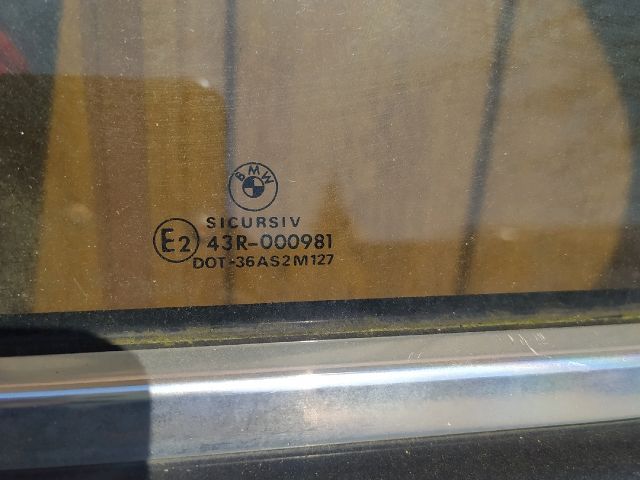 BMW
SICURSIV
E2 43R-000981
DOT-36AS2M127